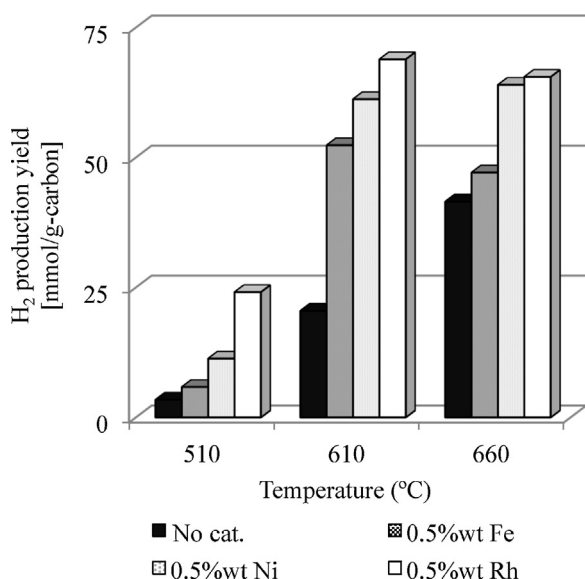 75
50
25
0
H₂ production yield
[mmol/g-carbon]
510 610 660
Temperature (ºC)
No cat. 0.5%wt Fe
0.5%wt Ni 0.5%wt Rh